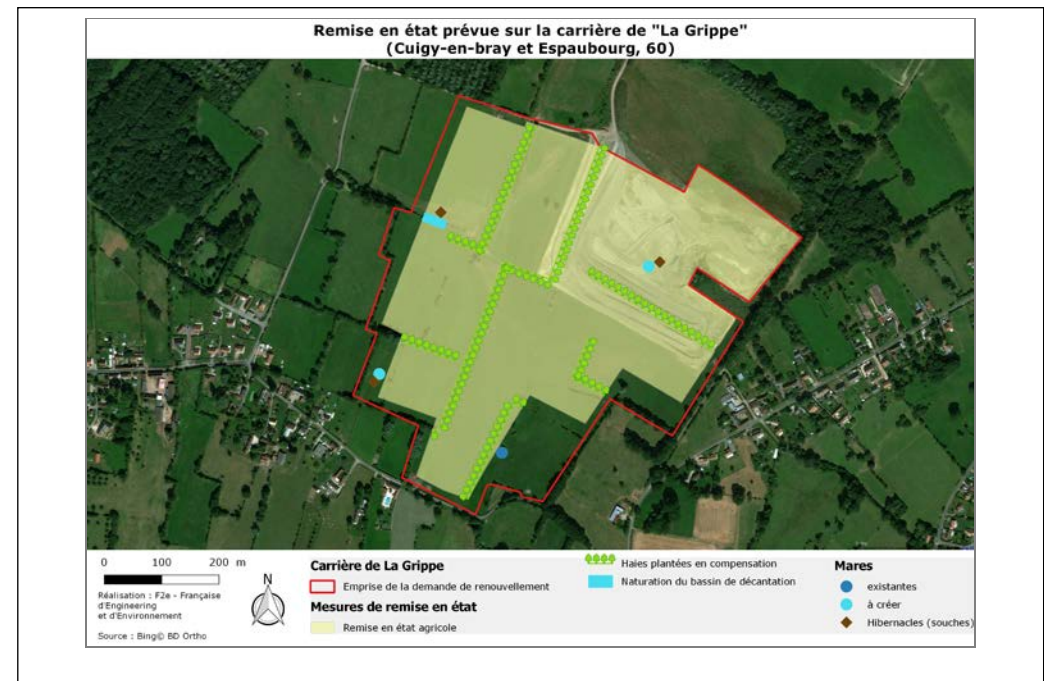 Remise en état prévue sur la carrière de "La Grippe"
(Cuigy-en-bray et Espaubourg, 60)
0 100 200 m
Réalisation : F2e - Française
d'Engineering
et d'Environnement
Source : Bing© BD Ortho
N
Carrière de La Grippe
Emprise de la demande de renouvellement
Mesures de remise en état
Remise en état agricole
Haies plantées en compensation
Naturation du bassin de décantation
Mares
existantes
à créer
Hibernacles (souches)